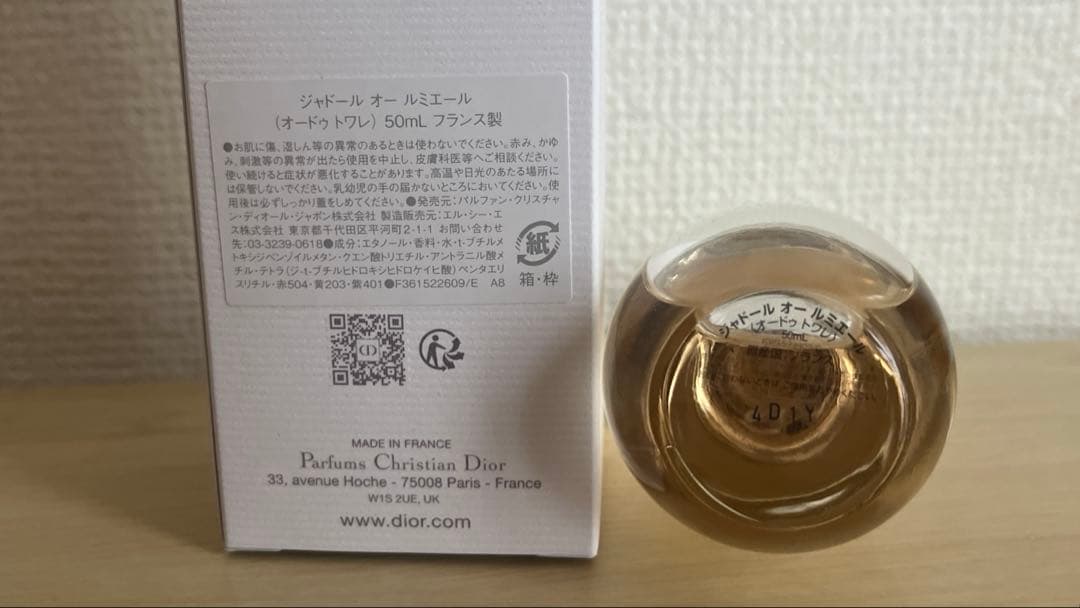 ジャドール オー ルミエール
(オードゥ トワレ) 50mL フランス製
●お肌に傷、湿しん等の異常のあるときは使わないでください。赤み、かゆ
み、刺激等の異常が出たら使用を中止し、皮膚科医等へご相談ください。
使い続けると症状が悪化することがあります。高温や日光のあたる場所に
は保管しないでください。乳幼児の手の届かないところにおいてください。使
用後は必ずしっかり蓋をしめてください。●発売元:パルファン・クリスチャ
ン・ディオール・ジャポン株式会社 製造販売元:エル・シー・エ
ス株式会社 東京都千代田区平河町2-1-1 お問い合わせ
先:03-3239-0618●成分:エタノール・香料・水・t-ブチルメ
トキシジベンゾイルメタン・クエン酸トリエチル・アントラニル酸メ
チル・テトラ(ジ-t-ブチルヒドロキシヒドロケイヒ酸)ペンタエリ
スリチル・赤504・黄203・紫401●F361522609/E A8
紙
箱・枠
CD
MADE IN FRANCE
Parfums Christian Dior
33, avenue Hoche - 75008 Paris - France
W1S 2UE, UK
www.dior.com
ジャドール オー ルミエール
(オードゥ トワレ)
50mL
4D1Y